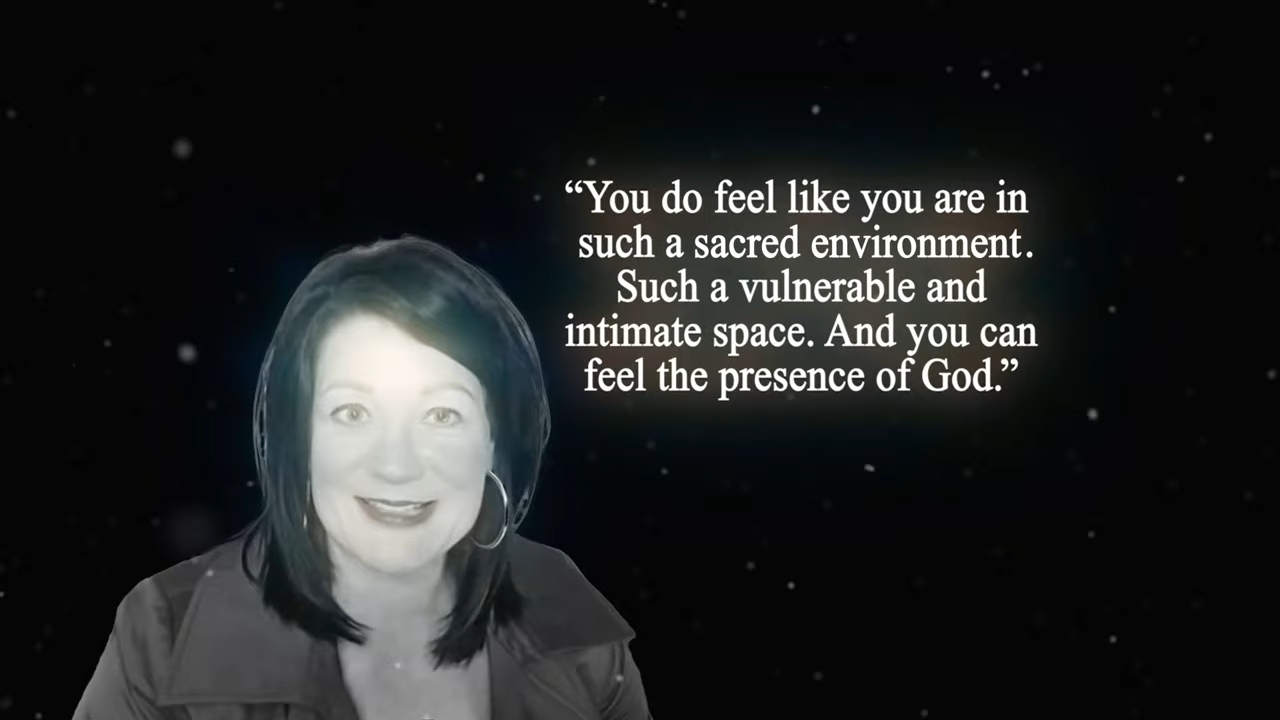 “You do feel like you are in
such a sacred environment.
Such a vulnerable and
intimate space. And you can
feel the presence of God.”